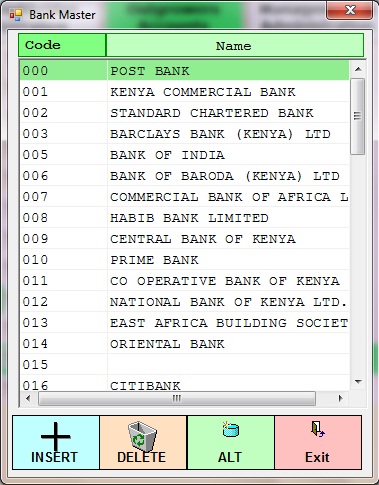 Bank Master
Code Name
000 POST BANK
001 KENYA COMMERCIAL BANK
002 STANDARD CHARTERED BANK
003 BARCLAYS BANK (KENYA) LTD
005 BANK OF INDIA
006 BANK OF BARODA (KENYA) LTD
007 COMMERCIAL BANK OF AFRICA L
008 HABIB BANK LIMITED
009 CENTRAL BANK OF KENYA
010 PRIME BANK
011 CO OPERATIVE BANK OF KENYA
012 NATIONAL BANK OF KENYA LTD.
013 EAST AFRICA BUILDING SOCIET
014 ORIENTAL BANK
015
016 CITIBANK
INSERT DELETE ALT Exit